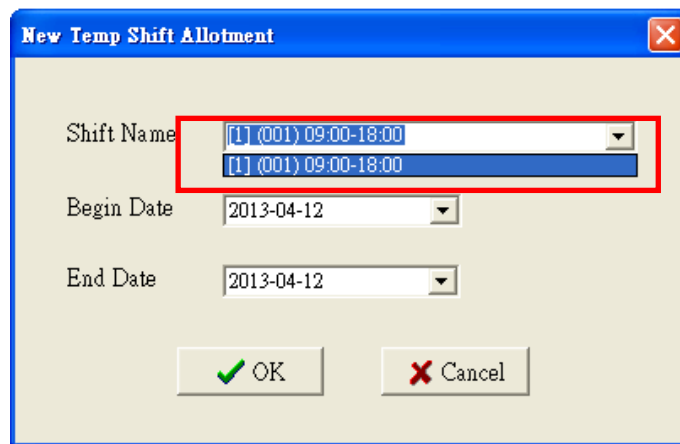 New Temp Shift Allotment
Shift Name
[1] (001) 09:00-18:00
[1] (001) 09:00-18:00
Begin Date
2013-04-12
End Date
2013-04-12
OK
Cancel